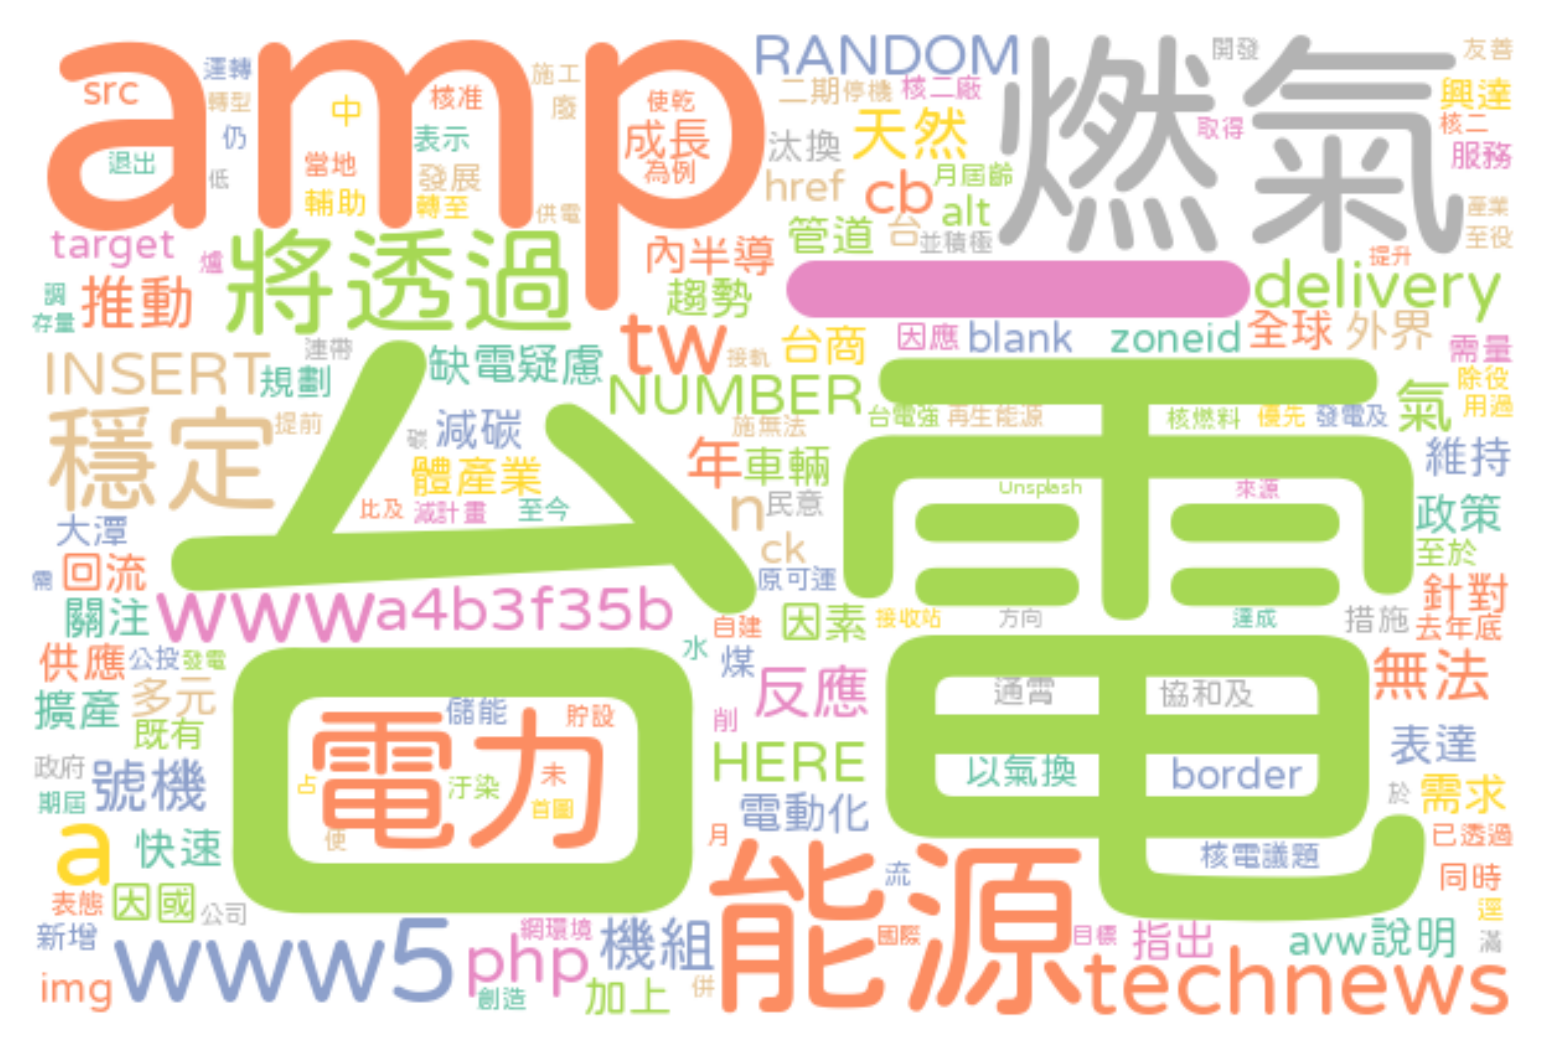 amp
燃氣
RANDOM
開發
友善
src
運轉
轉型
施工
核准
使乾
二期
停機
核二廠
興達
中
廢
成長
天然
取得
核二
仍
表示
汰換
服務
退出
當地
發展
為例
href
cb
月屆齡
低
輔助
轉至
供電
alt
產業
target
將透過
管道
台
並積極
至役
爐
內半導
一
提升
調
推動
趨勢
delivery
存量
tw
台商
因應
blank
zoneid
全球
外界
INSERT
連帶
缺電疑慮
接軌
需量
規劃
NUMBER
台電
除役
穩定
提前
碳
減碳
施無法
台電強
再生能源
核燃料
優先
發電及
氣
用過
體產業
年
車輛
維持
比及
減計畫
至今
n
民意
Unsplash
來源
政策
大潭
ck
至於
需
回流
原可運
針對
關注
www
a4b3f35b
自建
因素
接收站
方向
達成
措施
去年底
供應
公投
發電
水
煤
反應
無法
擴產
多元
儲能
貯設
削
通霄
協和及
既有
電力
HERE
表達
政府
號機
占
汙染
未
以氣換
border
期屆
首圖
電動化
於
需求
a
快速
使
月
核電議題
已透過
表態
因國
公司
能源
流
同時
逕
新增
www5
網環境
機組
國際
目標
指出
avw
說明
滿
img
php
創造
加上
併
technews